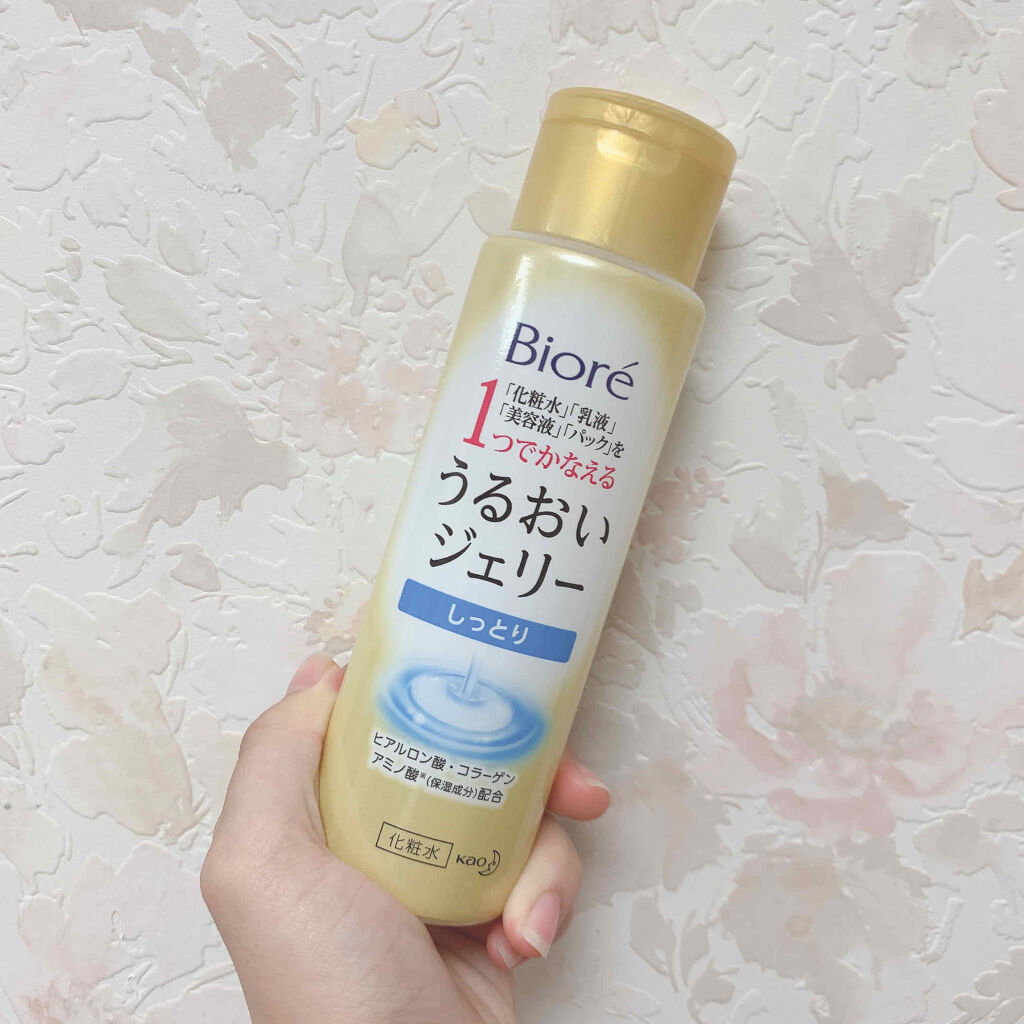 Bioré
「化粧水」「乳液」
「美容液」「パック」を
1つでかなえる
うるおい
ジェリー
しっとり
ヒアルロン酸・コラーゲン
アミノ酸*(保湿成分)配合
化粧水 Kao